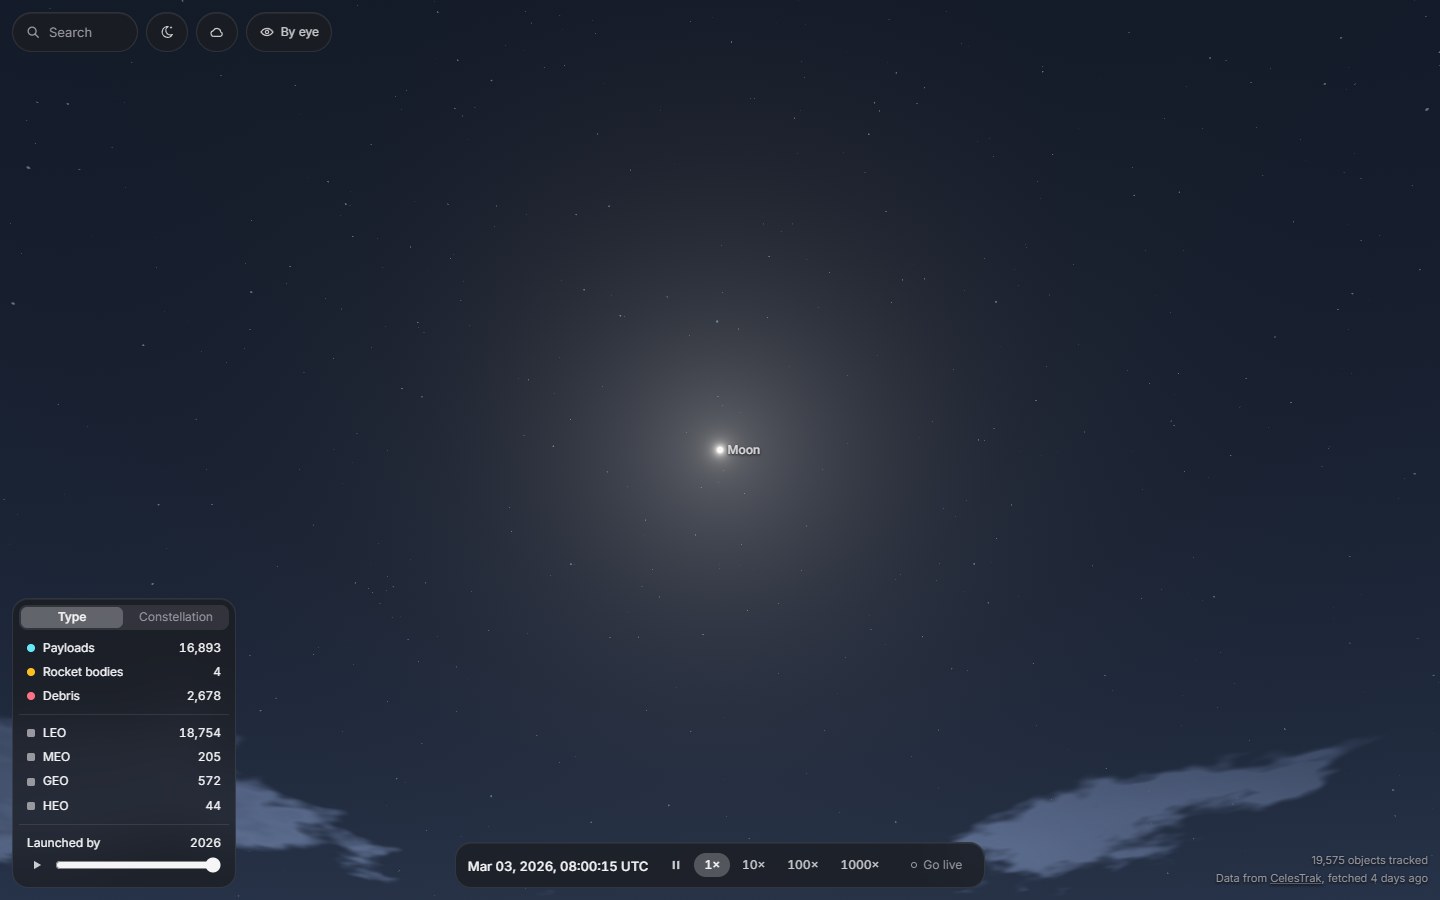 Search
By eye
Moon
Type Constellation
Payloads 16,893
Rocket bodies 4
Debris 2,678
LEO 18,754
MEO 205
GEO 572
HEO 44
Launched by 2026
Mar 03, 2026, 08:00:15 UTC 1× 10× 100× 1000× Go live
19,575 objects tracked
Data from CelesTrak, fetched 4 days ago